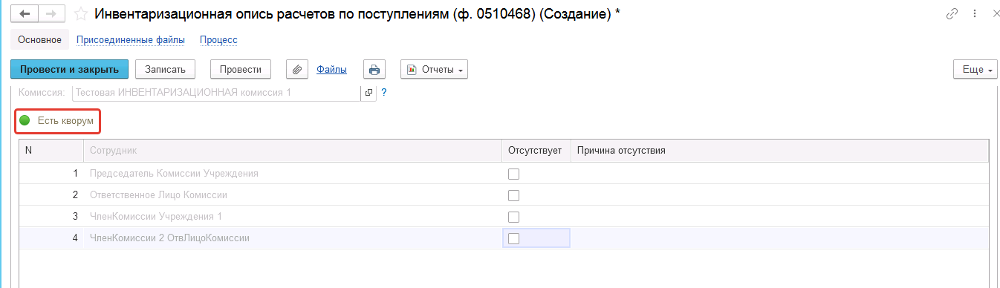 Инвентаризационная опись расчетов по поступлениям (ф. 0510468) (Создание) *
Основное Присоединенные файлы Процесс
Провести и закрыть Записать Провести Файлы Отчеты Еще
Комиссия: Тестовая ИНВЕНТАРИЗАЦИОННАЯ комиссия 1 ?
Есть кворум
N Сотрудник Отсутствует Причина отсутствия
1 Председатель Комиссии Учреждения
2 Ответственное Лицо Комиссии
3 ЧленКомиссии Учреждения 1
4 ЧленКомиссии 2 ОтвЛицоКомиссии